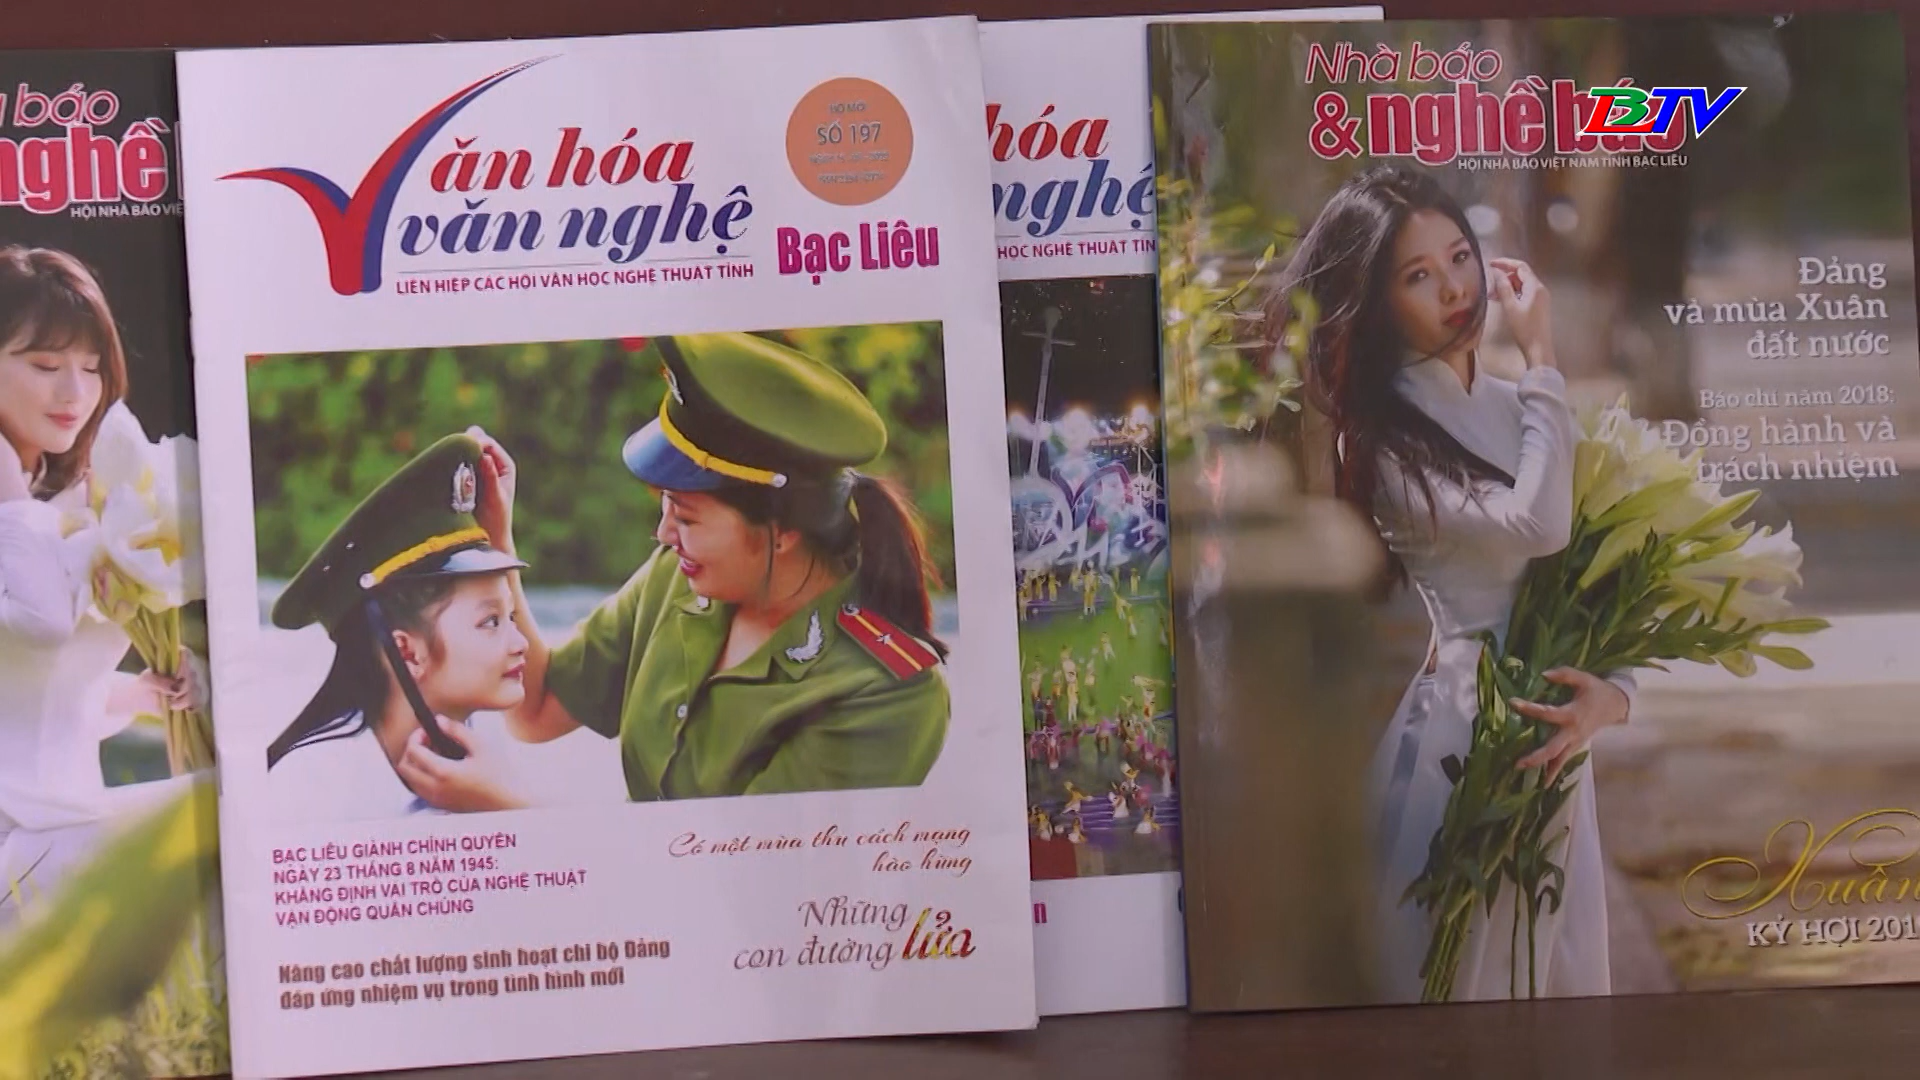 báo
nghề
HỘI NHÀ BÁO VIỆ
Văn hóa
văn nghệ
LIÊN HIỆP CÁC HỘI VĂN HỌC NGHỆ THUẬT TỈNH
Bạc Liêu
BỘ MỚI
SỐ 197
BẠC LIÊU GIÀNH CHÍNH QUYỀN
NGÀY 23 THÁNG 8 NĂM 1945:
KHẲNG ĐỊNH VAI TRÒ CỦA NGHỆ THUẬT
VẬN ĐỘNG QUẦN CHÚNG
Nâng cao chất lượng sinh hoạt chi bộ Đảng
đáp ứng nhiệm vụ trong tình hình mới
Có một mùa thu cách mạng
hào hùng
Những
con đường lửa
hóa
nghệ
HỌC NGHỆ THUẬT TỈN
Nhà báo
& nghề báo
BTV
HỘI NHÀ BÁO VIỆT NAM TỈNH BẠC LIÊU
Đảng
và mùa Xuân
đất nước
Báo chí năm 2018:
Đồng hành và
trách nhiệm
Xuân
KỶ HỢI 201